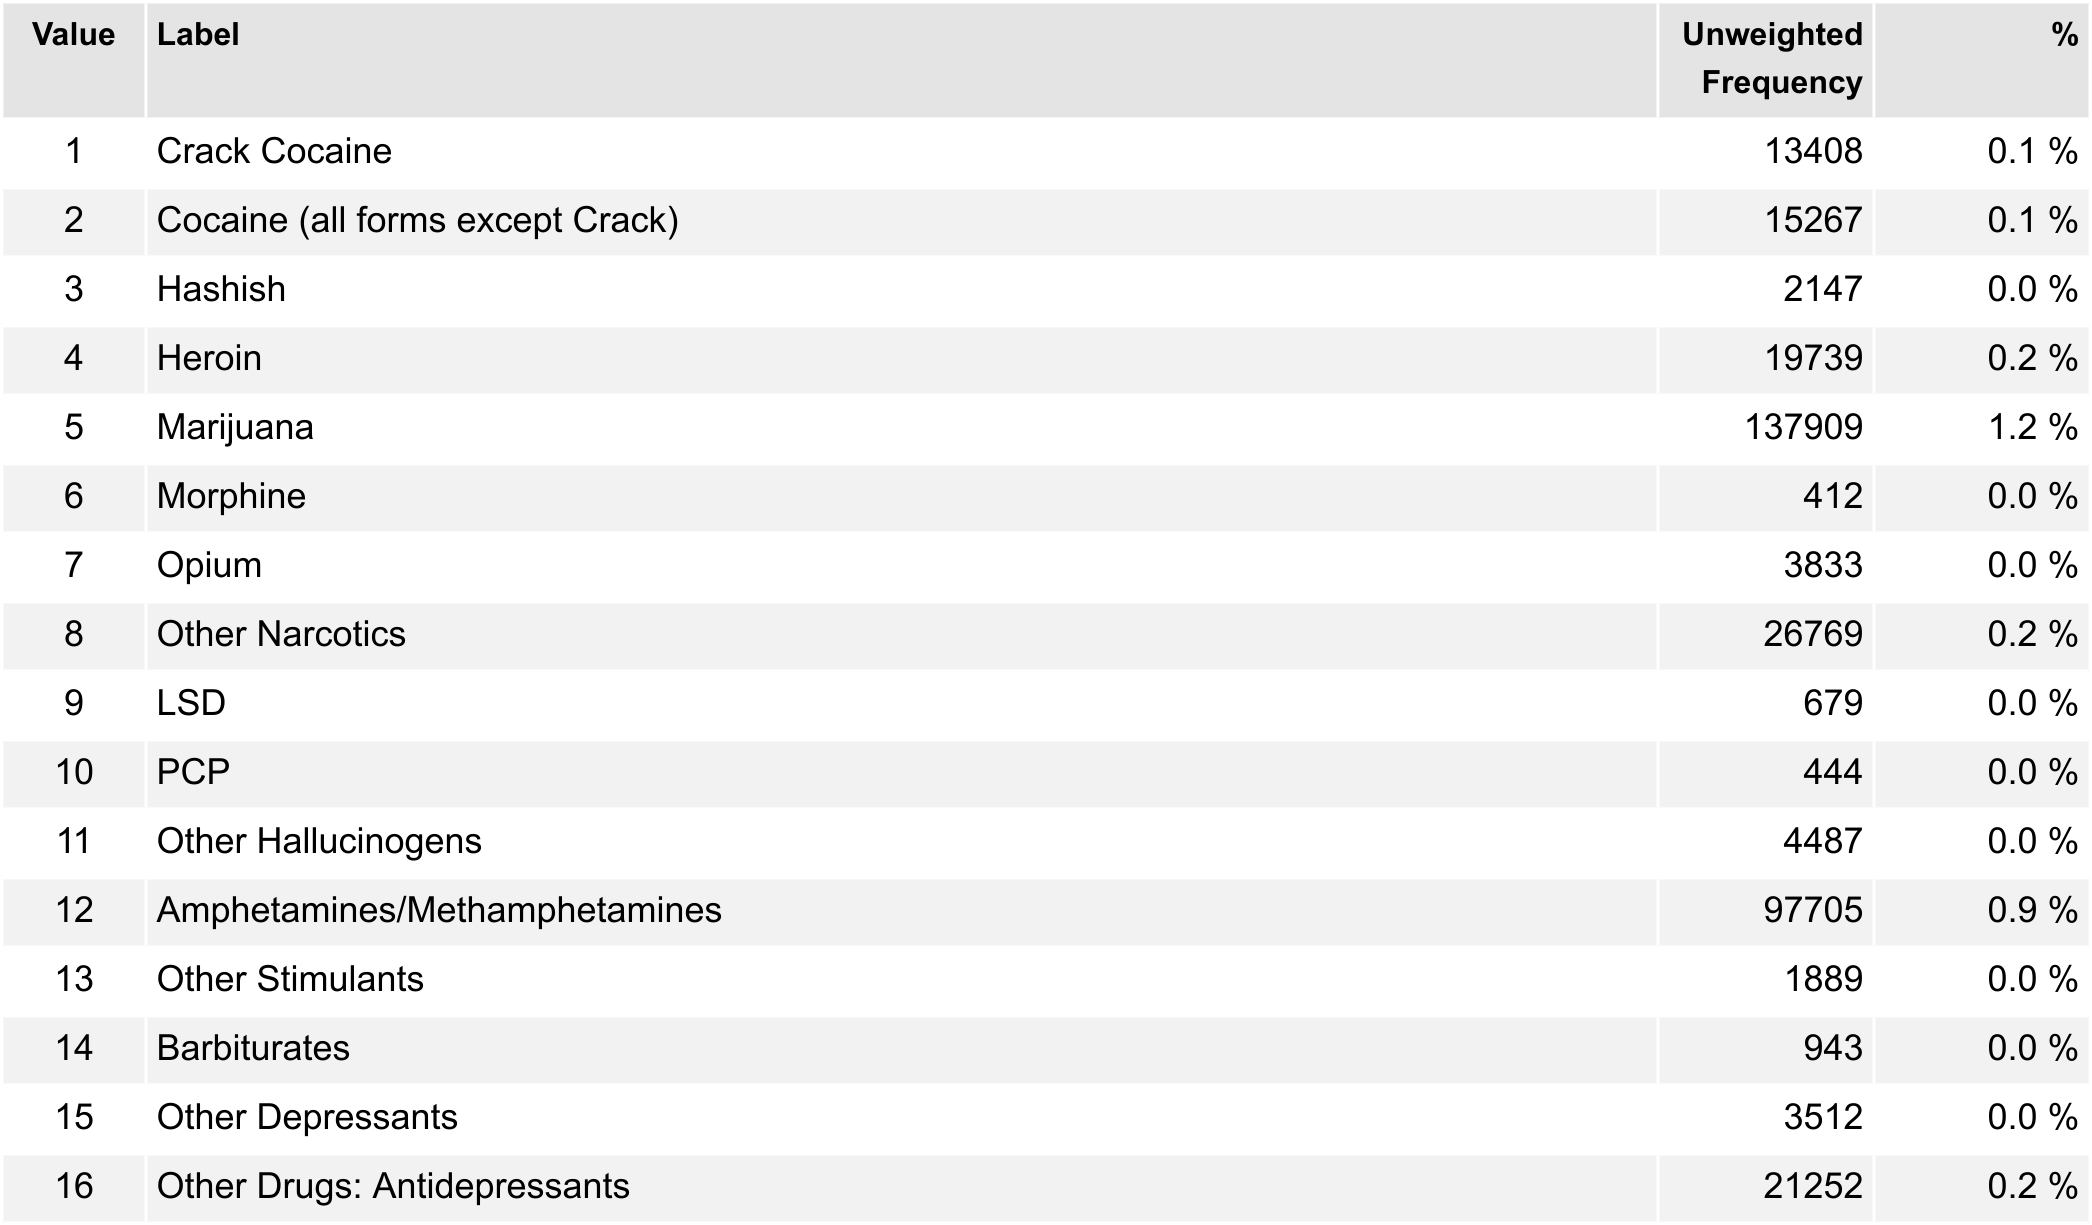 Value Label Unweighted Frequency %
1 Crack Cocaine 13408 0.1 %
2 Cocaine (all forms except Crack) 15267 0.1 %
3 Hashish 2147 0.0 %
4 Heroin 19739 0.2 %
5 Marijuana 137909 1.2 %
6 Morphine 412 0.0 %
7 Opium 3833 0.0 %
8 Other Narcotics 26769 0.2 %
9 LSD 679 0.0 %
10 PCP 444 0.0 %
11 Other Hallucinogens 4487 0.0 %
12 Amphetamines/Methamphetamines 97705 0.9 %
13 Other Stimulants 1889 0.0 %
14 Barbiturates 943 0.0 %
15 Other Depressants 3512 0.0 %
16 Other Drugs: Antidepressants 21252 0.2 %